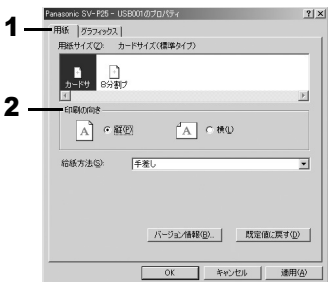 Panasonic SV-P25 - USB001のプロパティ
1
用紙 グラフィックス
用紙サイズ(Z): カードサイズ(標準タイプ)
カードサ 8分割プ
2
印刷の向き
A 縦(P) A 横(L)
給紙方法(S): 手差し
バージョン情報(B)... 既定値に戻す(D)
OK キャンセル 適用(A)